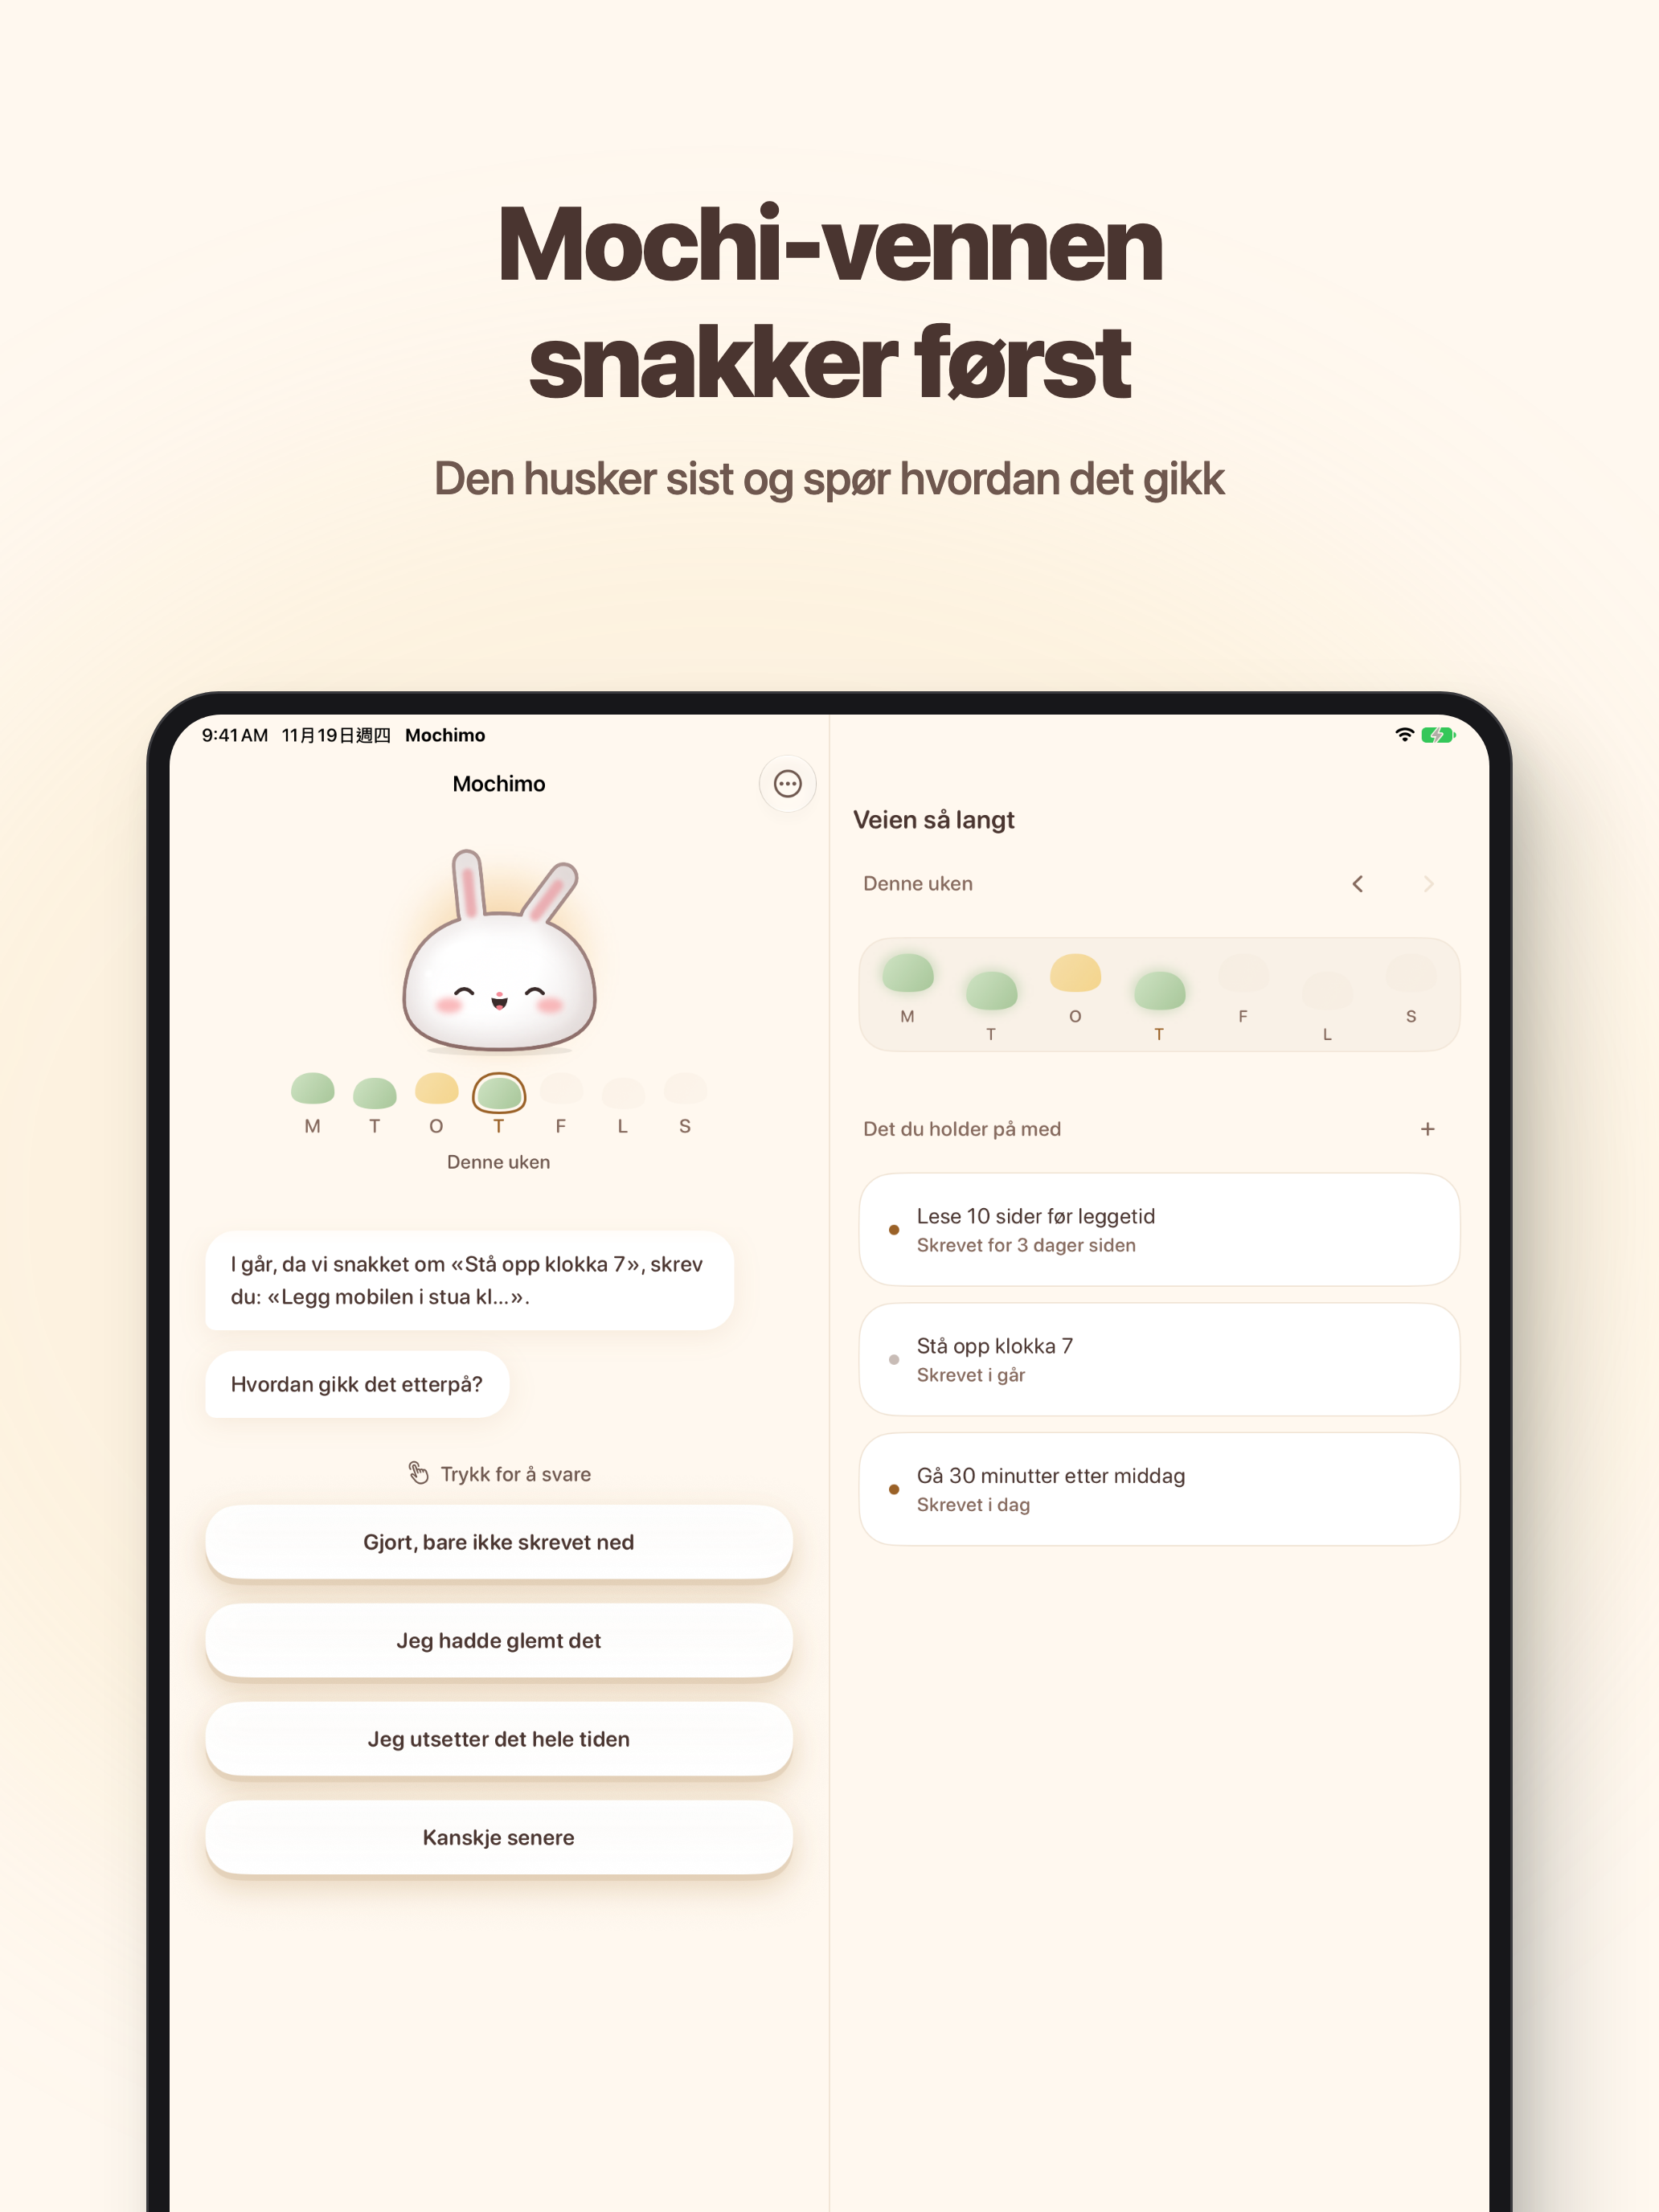 Mochi-vennen
snakker først
Den husker sist og spør hvordan det gikk
9:41 AM 11月19日週四 Mochimo
Mochimo
M T O T F L S
Denne uken
I går, da vi snakket om «Stå opp klokka 7», skrev
du: «Legg mobilen i stua kl...».
Hvordan gikk det etterpå?
Trykk for å svare
Gjort, bare ikke skrevet ned
Jeg hadde glemt det
Jeg utsetter det hele tiden
Kanskje senere
Veien så langt
Denne uken
M T O T F L S
Det du holder på med
Lese 10 sider før leggetid
Skrevet for 3 dager siden
Stå opp klokka 7
Skrevet i går
Gå 30 minutter etter middag
Skrevet i dag